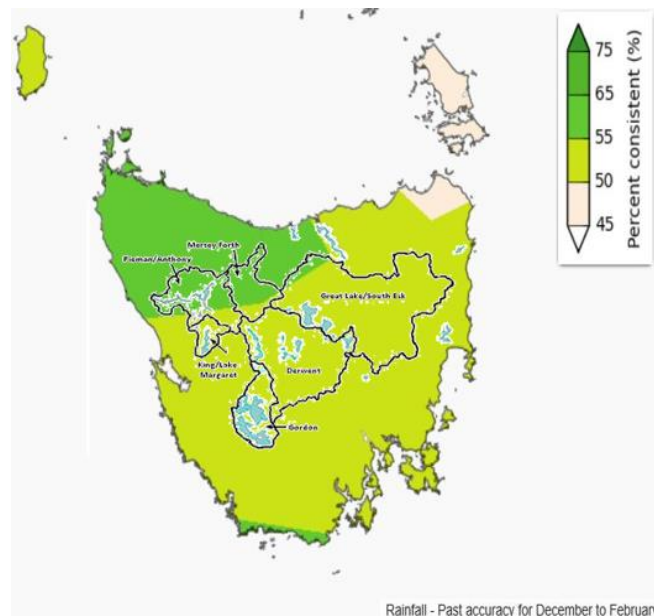 75
65
55
50
45
Percent consistent (%)
Mersey Forth
Pieman/Anthony
Great Lake/South Esk
King/Lake
Margaret
Derwent
Gordon
Rainfall - Past accuracy for December to Februar